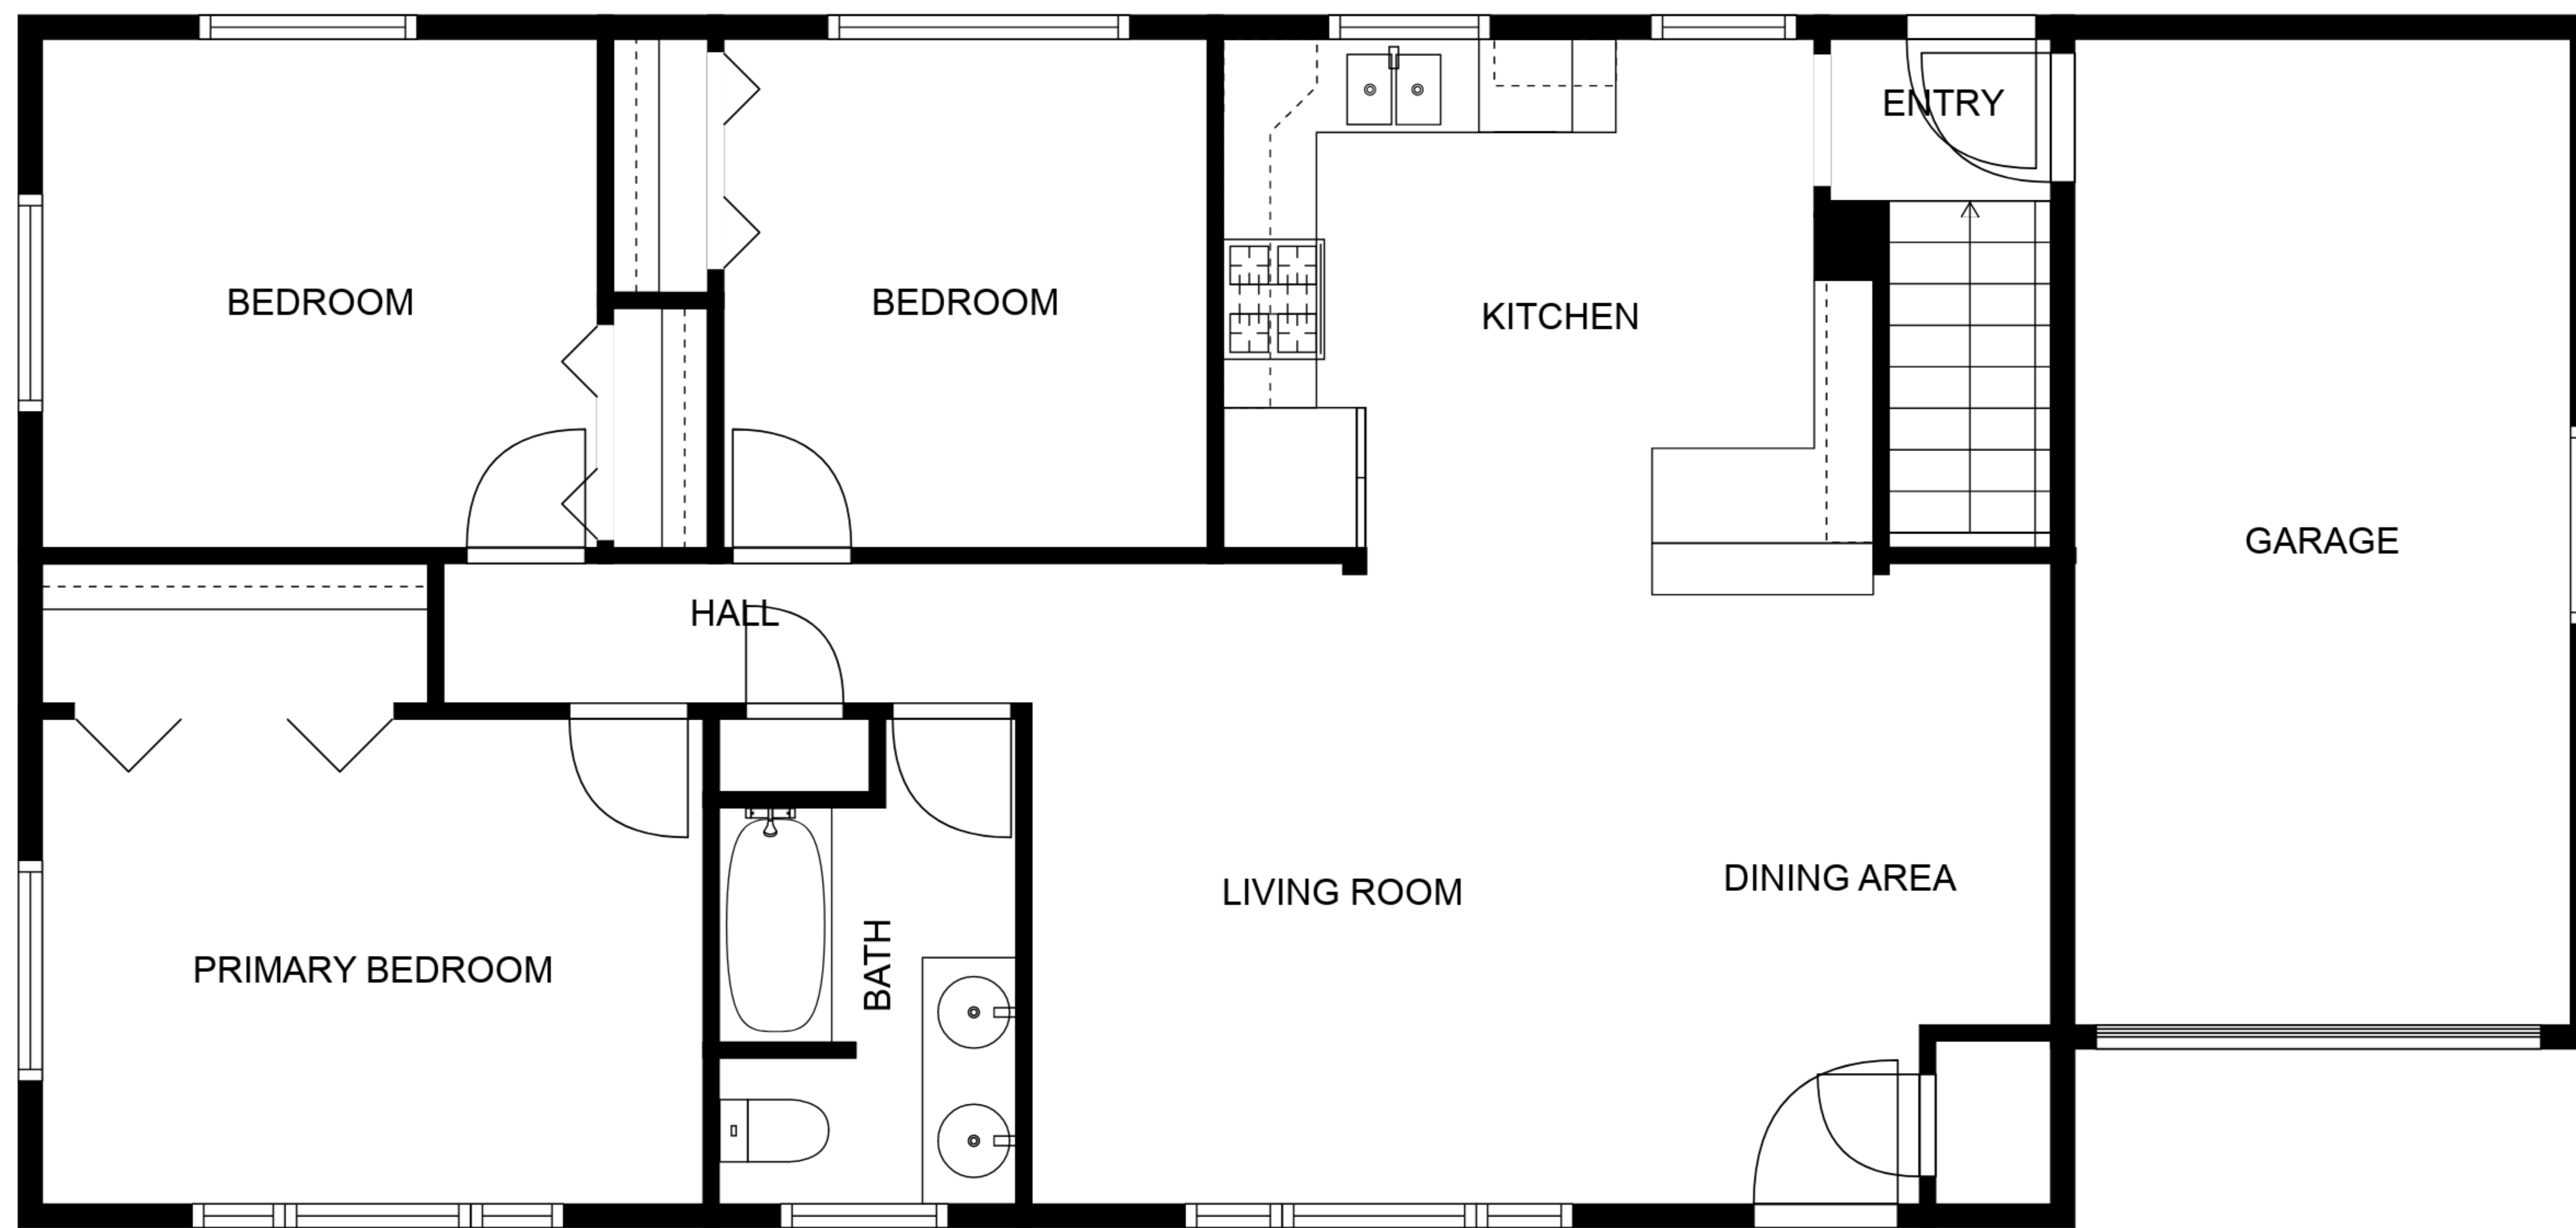 ENTRY
BEDROOM
BEDROOM
KITCHEN
GARAGE
HALL
LIVING ROOM
DINING AREA
PRIMARY BEDROOM
BATH